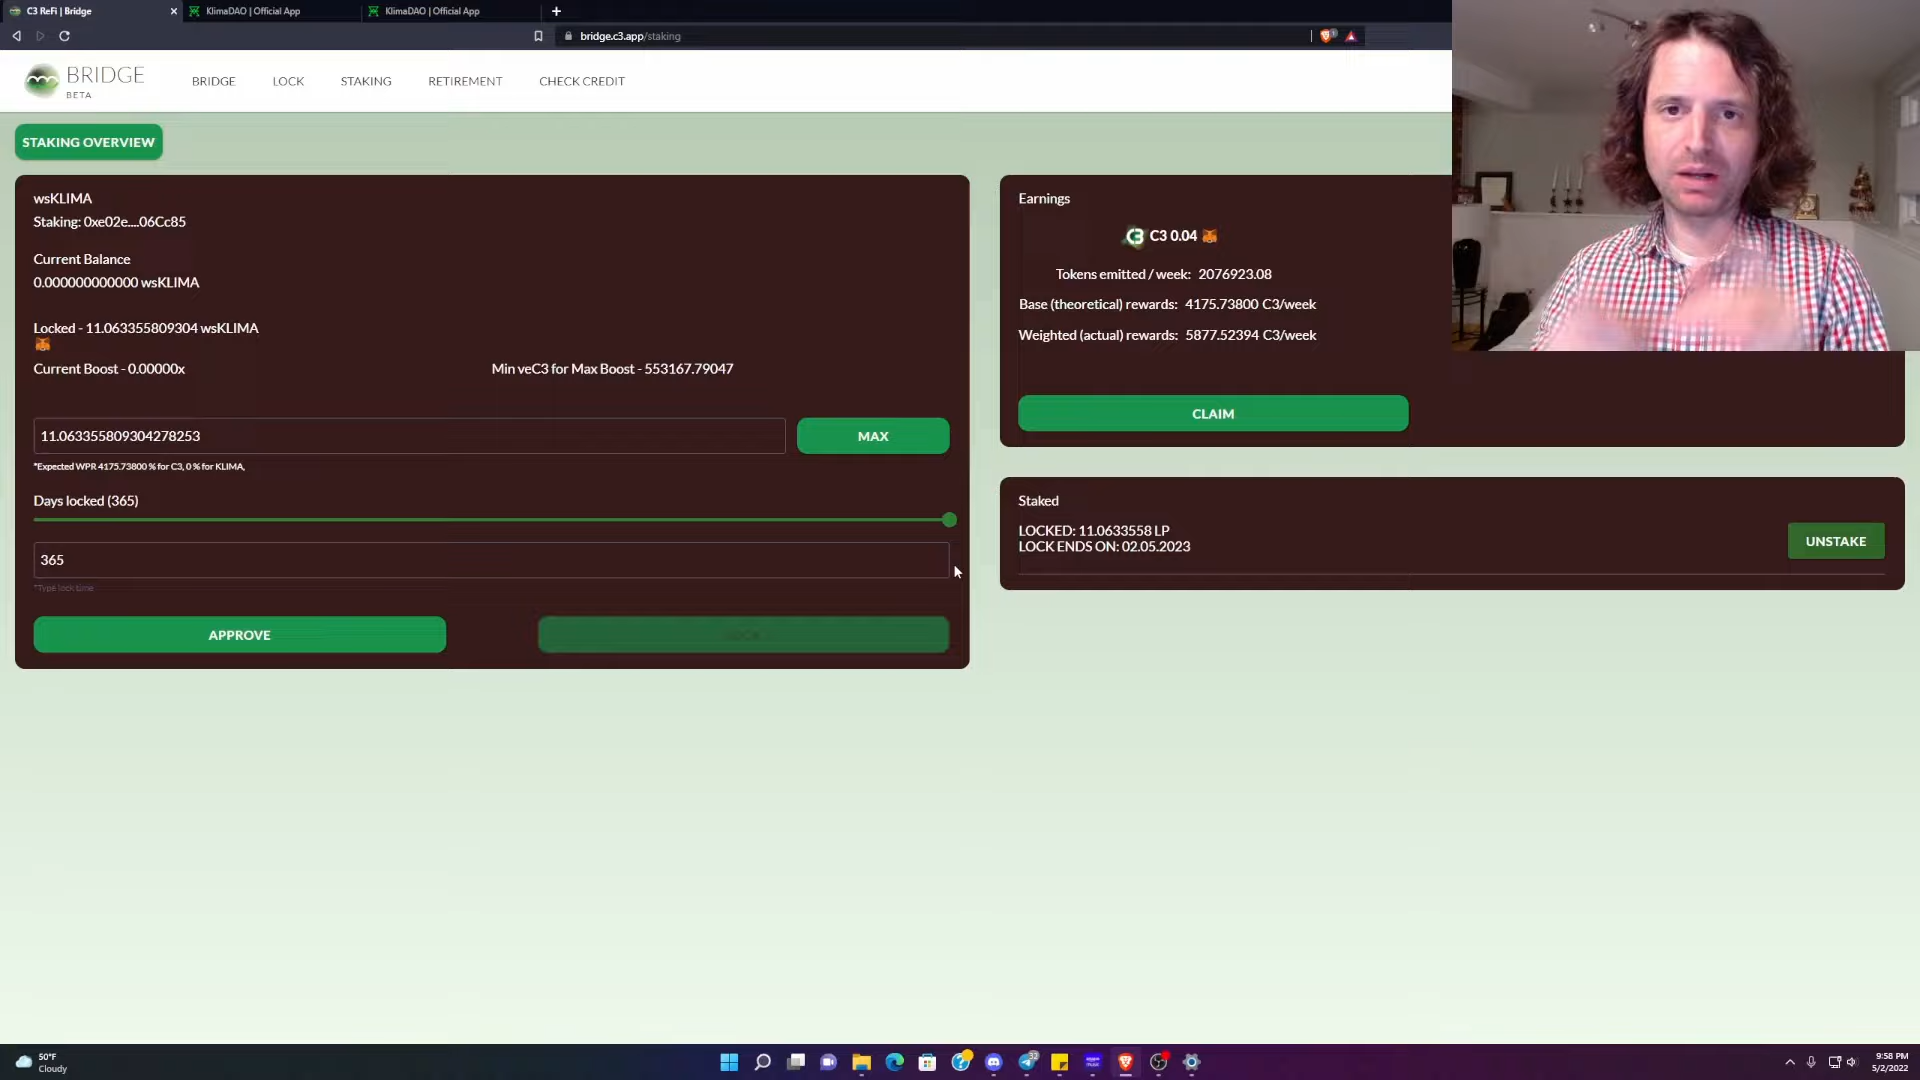 C3 ReFi | Bridge
KlimaDAO | Official App
KlimaDAO | Official App
bridge.c3.app/staking
BRIDGE
BETA
BRIDGE
LOCK
STAKING
RETIREMENT
CHECK CREDIT
STAKING OVERVIEW
wsKLIMA
Staking: 0xe02e....06Cc85
Current Balance
0.000000000000 wsKLIMA
Locked - 11.063355809304 wsKLIMA
Current Boost - 0.00000x
Min veC3 for Max Boost - 553167.79047
11.063355809304278253
MAX
*Expected WPR 4175.73800 % for C3, 0 % for KLIMA,
Days locked (365)
365
*Type lock time
APPROVE
Earnings
C3 0.04
Tokens emitted / week: 2076923.08
Base (theoretical) rewards: 4175.73800 C3/week
Weighted (actual) rewards: 5877.52394 C3/week
CLAIM
Staked
LOCKED: 11.0633558 LP
LOCK ENDS ON: 02.05.2023
UNSTAKE
50°F
Cloudy
9:58 PM
5/2/2022